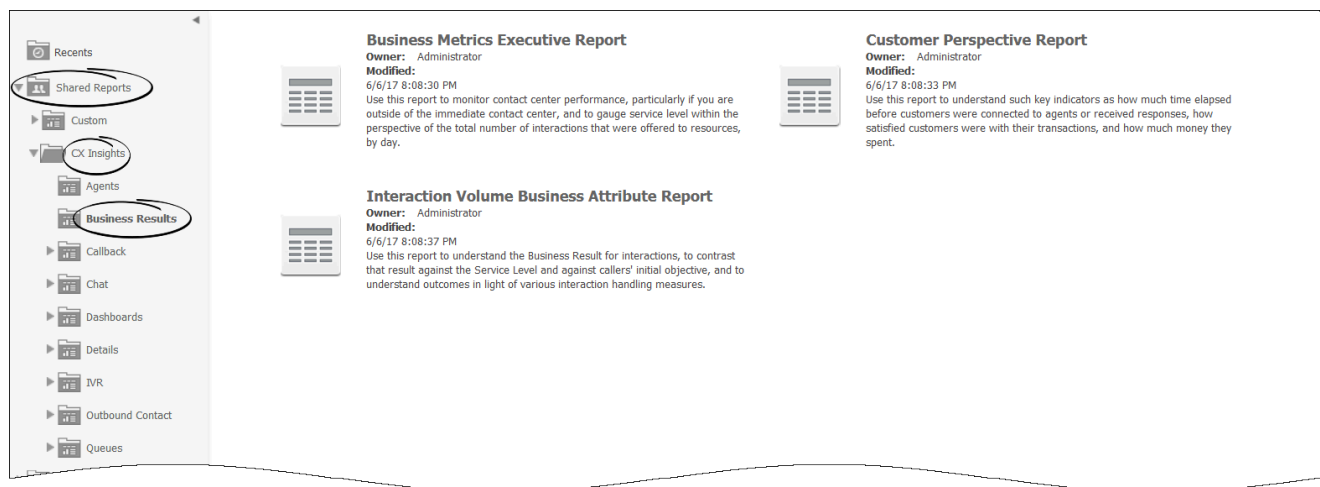 Recents
Shared Reports
Custom
CX Insights
Agents
Business Results
Callback
Chat
Dashboards
Details
IVR
Outbound Contact
Queues
Business Metrics Executive Report
Owner: Administrator
Modified:
6/6/17 8:08:30 PM
Use this report to monitor contact center performance, particularly if you are
outside of the immediate contact center, and to gauge service level within the
perspective of the total number of interactions that were offered to resources,
by day.
Customer Perspective Report
Owner: Administrator
Modified:
6/6/17 8:08:33 PM
Use this report to understand such key indicators as how much time elapsed
before customers were connected to agents or received responses, how
satisfied customers were with their transactions, and how much money they
spent.
Interaction Volume Business Attribute Report
Owner: Administrator
Modified:
6/6/17 8:08:37 PM
Use this report to understand the Business Result for interactions, to contrast
that result against the Service Level and against callers' initial objective, and to
understand outcomes in light of various interaction handling measures.